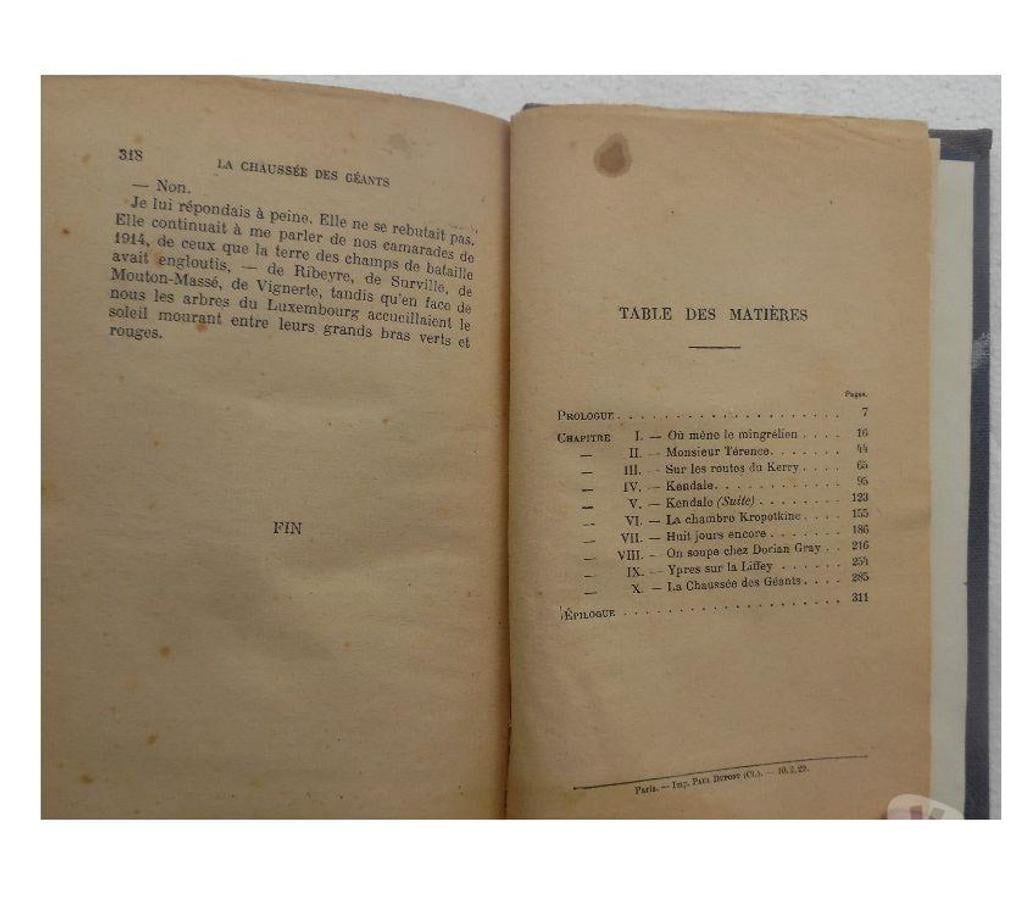 318 LA CHAUSSÉE DES GÉANTS
— Non.
Je lui répondais à peine. Elle ne se rebutait pas.
Elle continuait à me parler de nos camarades de
1914, de ceux que la terre des champs de bataille
avait engloutis, — de Ribeyre, de Surville, de
Mouton-Massé, de Vignerte, tandis qu'en face de
nous les arbres du Luxembourg accueillaient le
soleil mourant entre leurs grands bras verts et
rouges.
FIN
TABLE DES MATIÈRES
Pages.
PROLOGUE. . . . . . . . . . . . . . . . . . . . 7
CHAPITRE I. — Où mène le mingrélien . . . . 16
— II. — Monsieur Térence. . . . . . . 44
— III. — Sur les routes du Kerry. . . . . 65
— IV. — Kendale. . . . . . . . . . . . 95
— V. — Kendale (Suite) . . . . . . . . 123
— VI. — La chambre Kropotkine . . . . 155
— VII. — Huit jours encore . . . . . . . 186
— VIII. — On soupe chez Dorian Gray . . 216
— IX. — Ypres sur la Liffey . . . . . . 254
— X. — La Chaussée des Géants . . . . 285
ÉPILOGUE . . . . . . . . . . . . . . . . . . . 311
Paris. — Imp. PAUL DUPONT (Cl.). — 10.2.29.